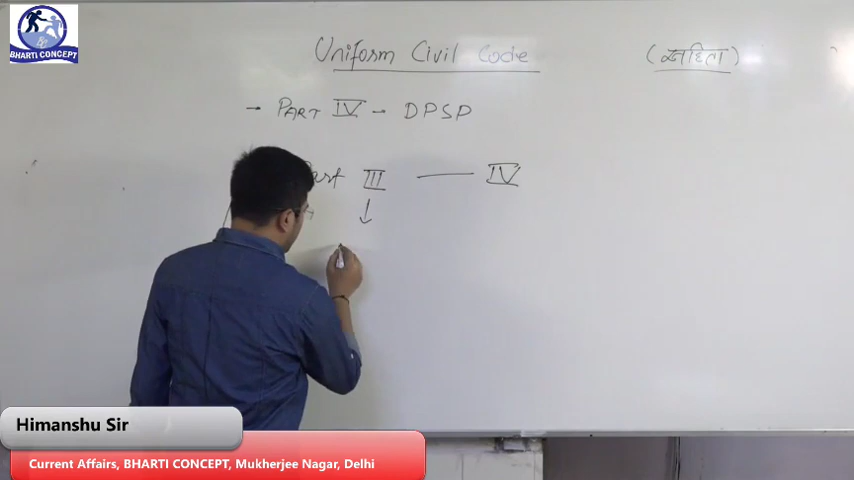 BHARTI CONCEPT
Uniform Civil Code (संहिता)
- PART IV - DPSP
Part III — IV
Himanshu Sir
Current Affairs, BHARTI CONCEPT, Mukherjee Nagar, Delhi